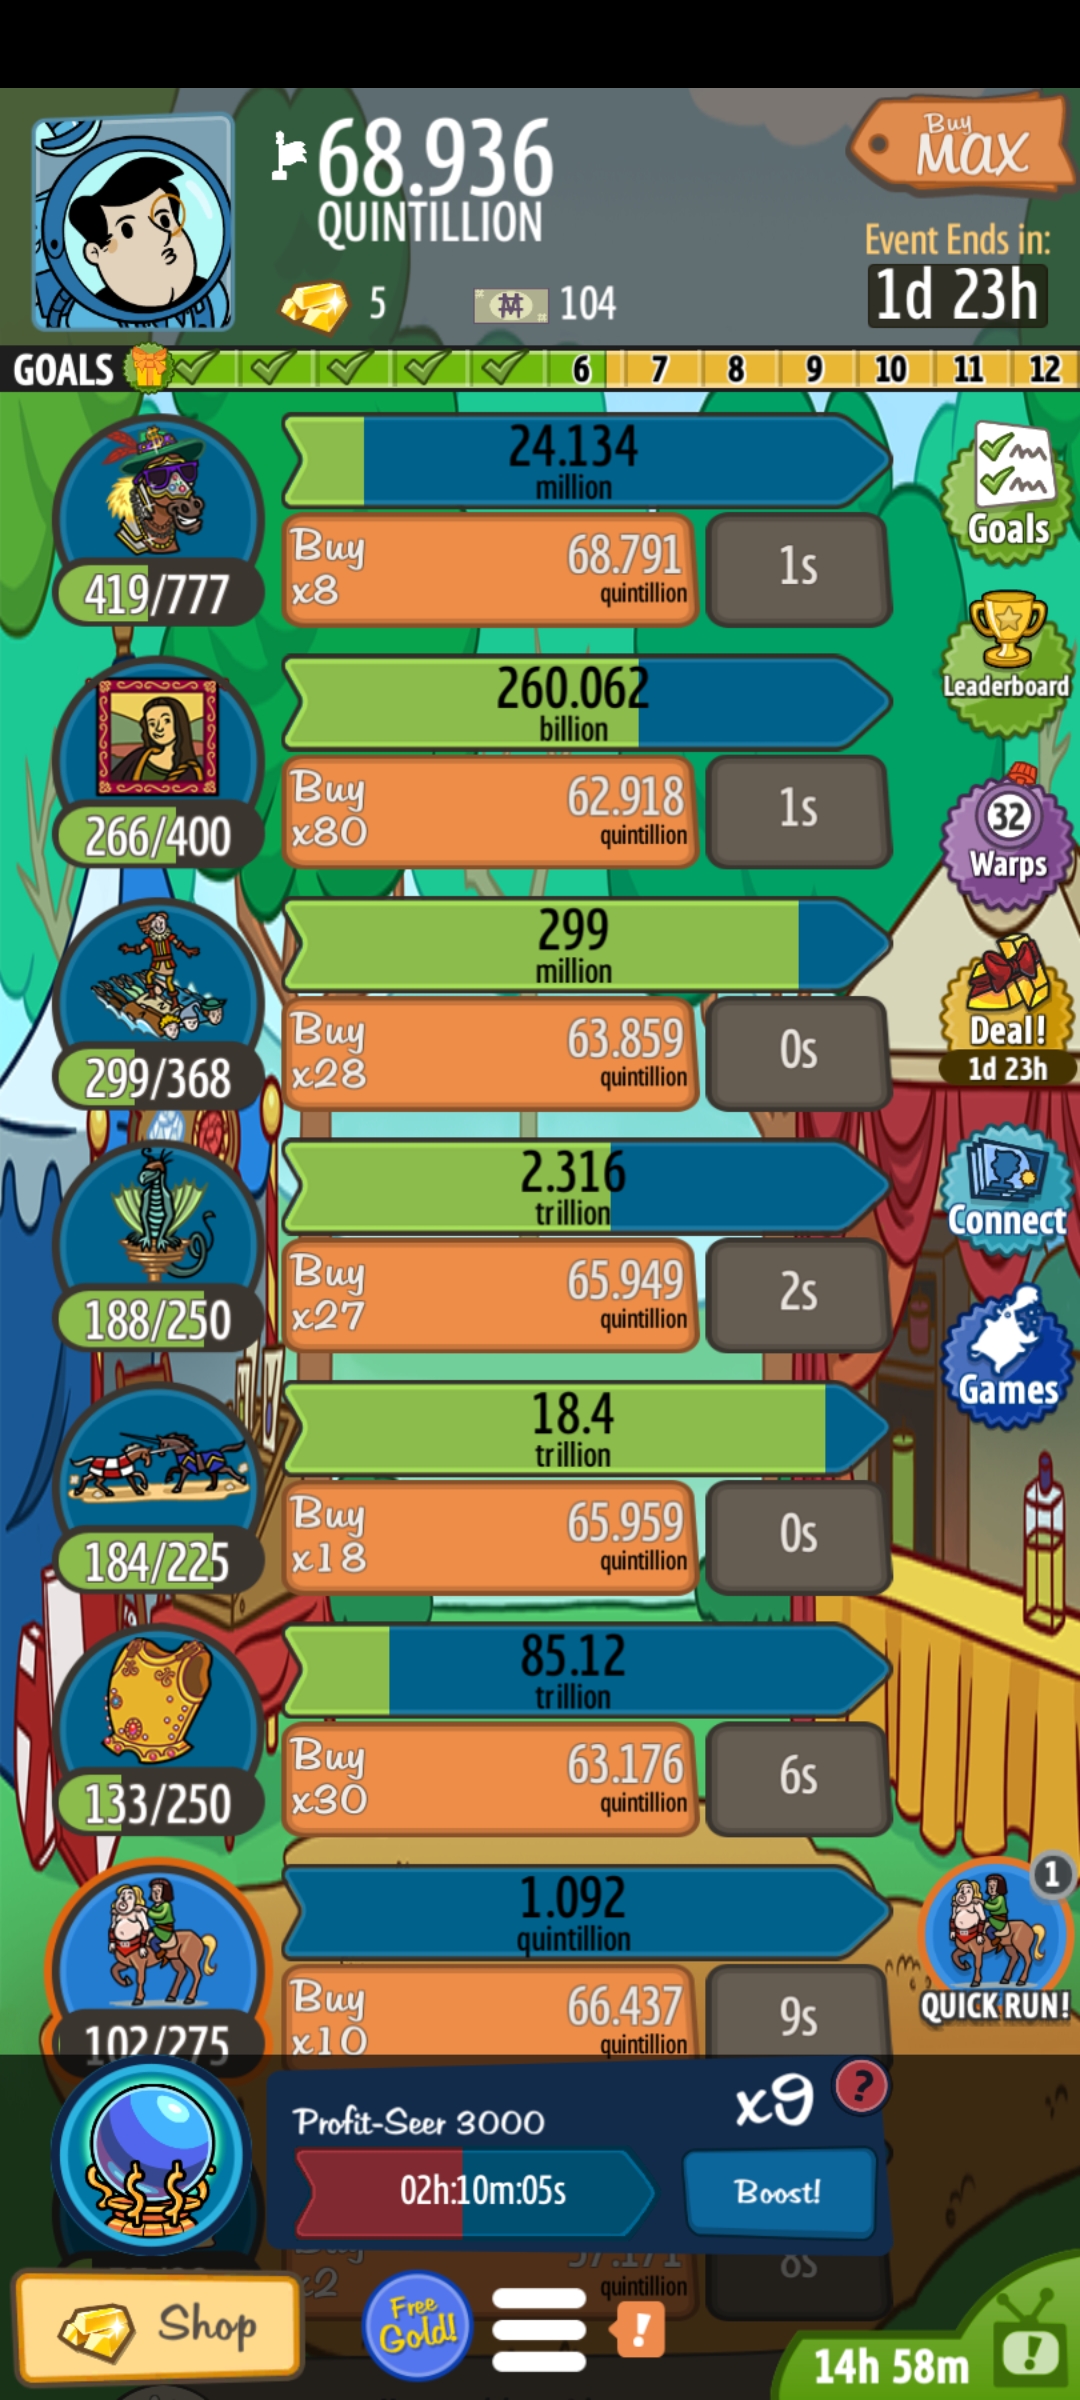 68.936
QUINTILLION
Buy
MAX
5
104
Event Ends in:
1d 23h
GOALS
6
7
8
9
10
11
12
24.134
million
Buy
x8
68.791
quintillion
1s
419/777
Goals
260.062
billion
Buy
x80
62.918
quintillion
1s
266/400
Leaderboard
32
Warps
299
million
Buy
x28
63.859
quintillion
0s
299/368
Deal!
1d 23h
2.316
trillion
Buy
x27
65.949
quintillion
2s
188/250
Connect
Games
18.4
trillion
Buy
x18
65.959
quintillion
0s
184/225
85.12
trillion
Buy
x30
63.176
quintillion
6s
133/250
1.092
quintillion
Buy
x10
66.437
quintillion
9s
102/275
1
QUICK RUN!
Profit-Seer 3000
x9
?
02h:10m:05s
Boost!
Buy
x2
57.171
quintillion
8s
Shop
Free
Gold!
!
14h 58m
!